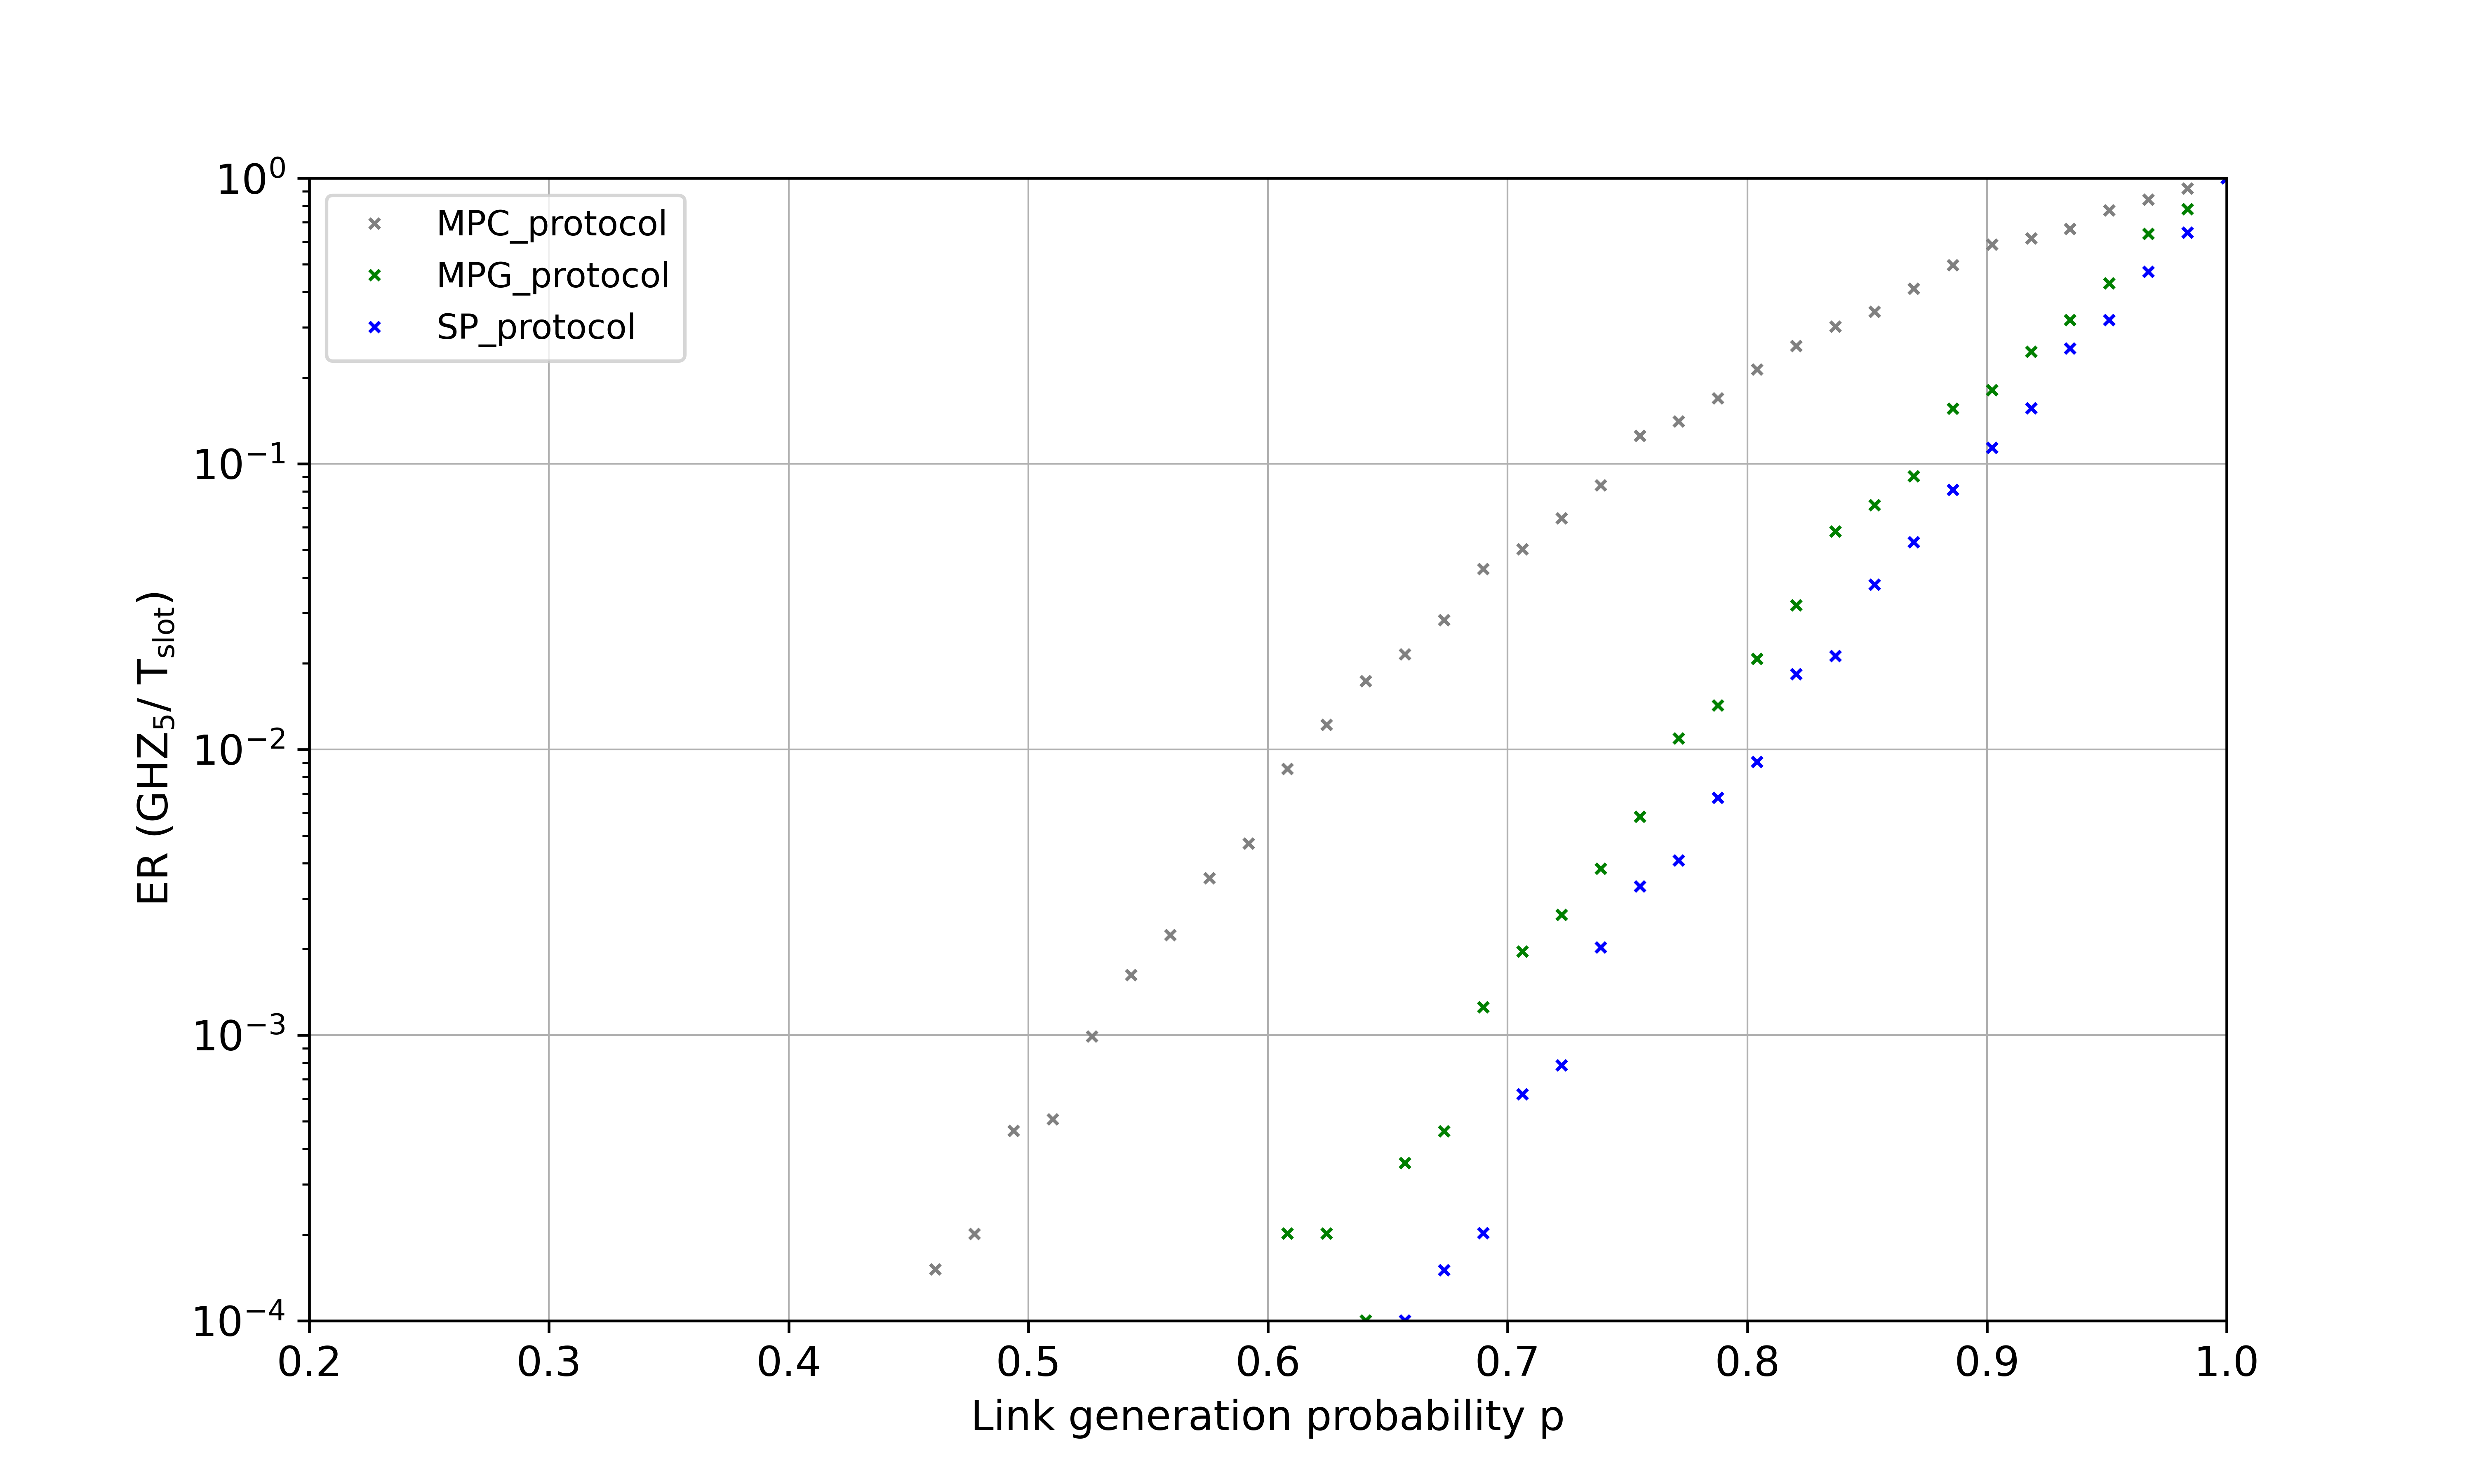 10⁰
MPC_protocol
MPG_protocol
SP_protocol
10⁻¹
10⁻²
10⁻³
10⁻⁴
ER (GHZ₅/ Tₛₗₒₜ)
0.2 0.3 0.4 0.5 0.6 0.7 0.8 0.9 1.0
Link generation probability p